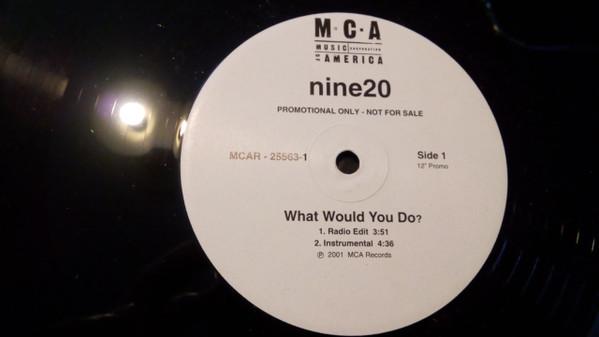 M·C·A
MUSIC CORPORATION
OF AMERICA
nine20
PROMOTIONAL ONLY - NOT FOR SALE
MCAR - 25563-1
Side 1
12" Promo
What Would You Do?
1. Radio Edit 3:51
2. Instrumental 4:36
℗ 2001 MCA Records